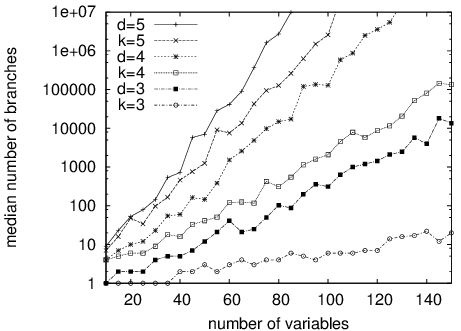 1e+07
1e+06
100000
10000
1000
100
10
1
median number of branches
d=5
k=5
d=4
k=4
d=3
k=3
20 40 60 80 100 120 140
number of variables